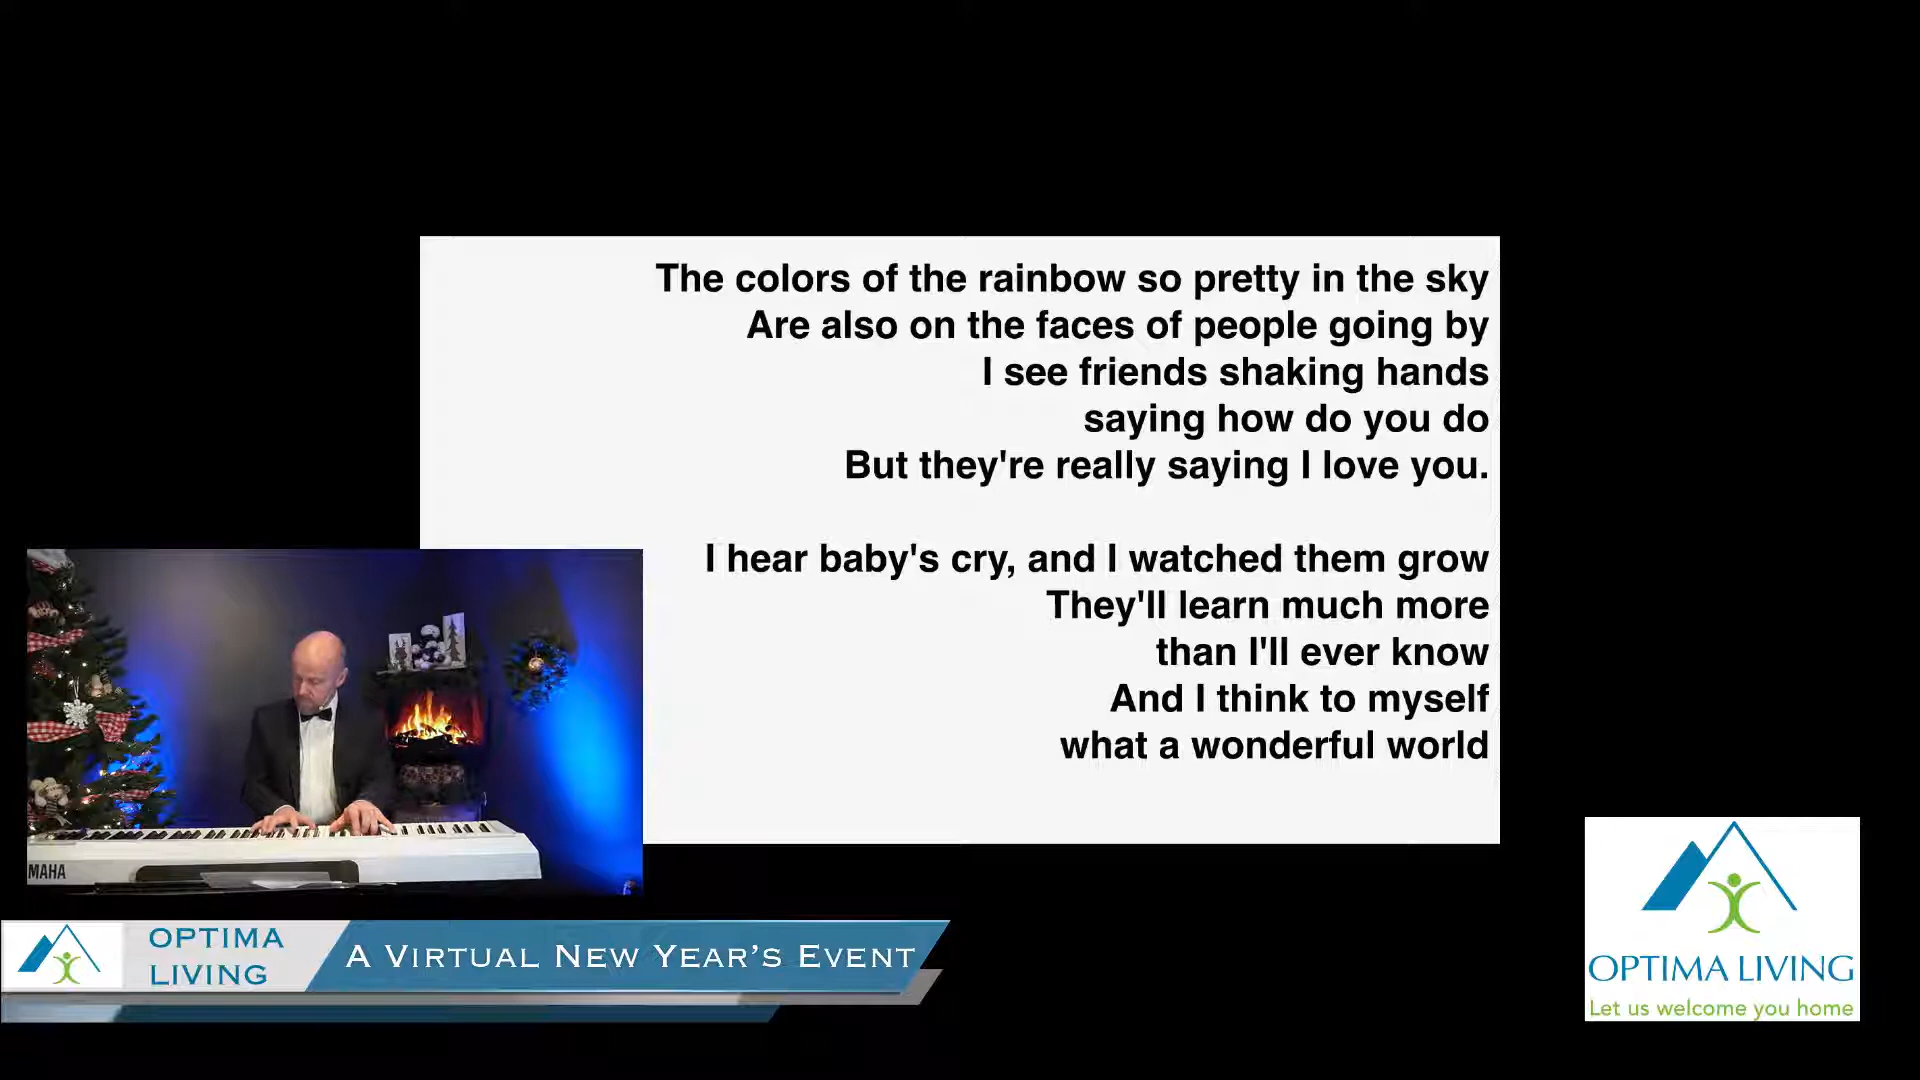 The colors of the rainbow so pretty in the sky
Are also on the faces of people going by
I see friends shaking hands
saying how do you do
But they're really saying I love you.
I hear baby's cry, and I watched them grow
They'll learn much more
than I'll ever know
And I think to myself
what a wonderful world
MAHA
OPTIMA
LIVING
A VIRTUAL NEW YEAR'S EVENT
OPTIMA LIVING
Let us welcome you home